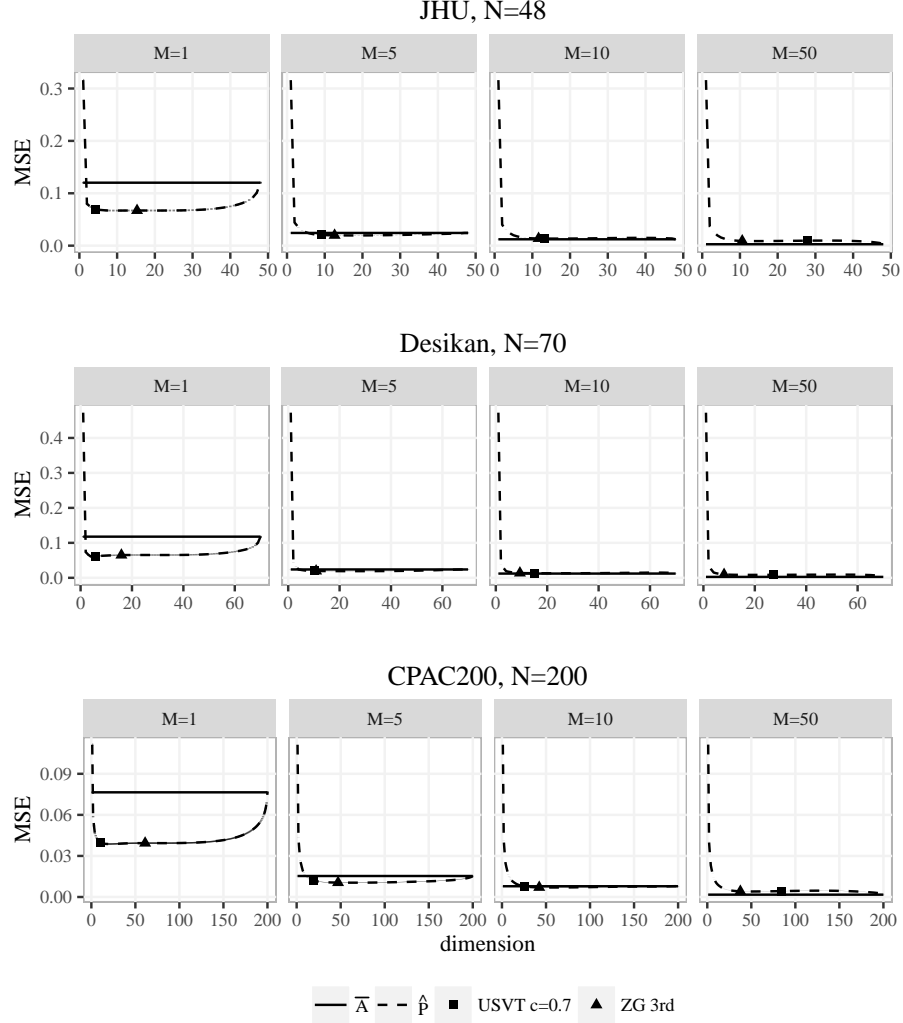 JHU, N=48
M=1 M=5 M=10 M=50
MSE
0.3
0.2
0.1
0.0
0 10 20 30 40 50 0 10 20 30 40 50 0 10 20 30 40 50 0 10 20 30 40 50
Desikan, N=70
M=1 M=5 M=10 M=50
MSE
0.4
0.3
0.2
0.1
0.0
0 20 40 60 0 20 40 60 0 20 40 60 0 20 40 60
CPAC200, N=200
M=1 M=5 M=10 M=50
MSE
0.09
0.06
0.03
0.00
0 50 100 150 200 0 50 100 150 200 0 50 100 150 200 0 50 100 150 200
dimension
A̅ P̂ USVT c=0.7 ZG 3rd